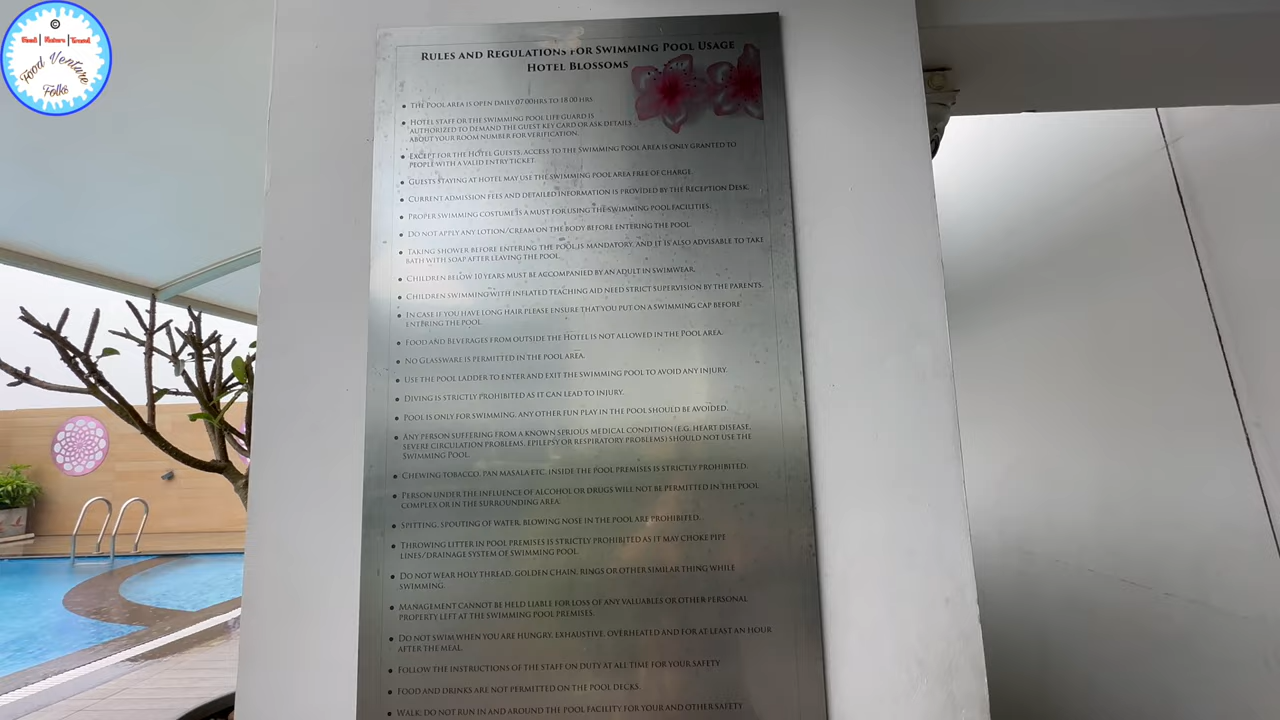 ©
Food | Nature | Travel
Food Venture
Folks
RULES AND REGULATIONS FOR SWIMMING POOL USAGE
HOTEL BLOSSOMS
• THE POOL AREA IS OPEN DAILY 07:00HRS TO 18:00 HRS
• HOTEL STAFF OR THE SWIMMING POOL LIFE GUARD IS
AUTHORIZED TO DEMAND THE GUEST KEY CARD OR ASK DETAILS
ABOUT YOUR ROOM NUMBER FOR VERIFICATION.
• EXCEPT FOR THE HOTEL GUESTS, ACCESS TO THE SWIMMING POOL AREA IS ONLY GRANTED TO
PEOPLE WITH A VALID ENTRY TICKET.
• GUESTS STAYING AT HOTEL MAY USE THE SWIMMING POOL AREA FREE OF CHARGE.
• CURRENT ADMISSION FEES AND DETAILED INFORMATION IS PROVIDED BY THE RECEPTION DESK.
• PROPER SWIMMING COSTUME IS A MUST FOR USING THE SWIMMING POOL FACILITIES.
• DO NOT APPLY ANY LOTION/CREAM ON THE BODY BEFORE ENTERING THE POOL.
• TAKING SHOWER BEFORE ENTERING THE POOL IS MANDATORY, AND IT IS ALSO ADVISABLE TO TAKE
BATH WITH SOAP AFTER LEAVING THE POOL.
• CHILDREN BELOW 10 YEARS MUST BE ACCOMPANIED BY AN ADULT IN SWIMWEAR.
• CHILDREN SWIMMING WITH INFLATED TEACHING AID NEED STRICT SUPERVISION BY THE PARENTS.
• IN CASE IF YOU HAVE LONG HAIR PLEASE ENSURE THAT YOU PUT ON A SWIMMING CAP BEFORE
ENTERING THE POOL.
• FOOD AND BEVERAGES FROM OUTSIDE THE HOTEL IS NOT ALLOWED IN THE POOL AREA.
• NO GLASSWARE IS PERMITTED IN THE POOL AREA.
• USE THE POOL LADDER TO ENTER AND EXIT THE SWIMMING POOL TO AVOID ANY INJURY.
• DIVING IS STRICTLY PROHIBITED AS IT CAN LEAD TO INJURY.
• POOL IS ONLY FOR SWIMMING, ANY OTHER FUN PLAY IN THE POOL SHOULD BE AVOIDED.
• ANY PERSON SUFFERING FROM A KNOWN SERIOUS MEDICAL CONDITION (E.G. HEART DISEASE,
SEVERE CIRCULATION PROBLEMS, EPILEPSY OR RESPIRATORY PROBLEMS) SHOULD NOT USE THE
SWIMMING POOL.
• CHEWING TOBACCO, PAN MASALA ETC. INSIDE THE POOL PREMISES IS STRICTLY PROHIBITED.
• PERSON UNDER THE INFLUENCE OF ALCOHOL OR DRUGS WILL NOT BE PERMITTED IN THE POOL
COMPLEX OR IN THE SURROUNDING AREA.
• SPITTING, SPOUTING OF WATER, BLOWING NOSE IN THE POOL ARE PROHIBITED.
• THROWING LITTER IN POOL PREMISES IS STRICTLY PROHIBITED AS IT MAY CHOKE PIPE
LINES/DRAINAGE SYSTEM OF SWIMMING POOL.
• DO NOT WEAR HOLY THREAD, GOLDEN CHAIN, RINGS OR OTHER SIMILAR THING WHILE
SWIMMING.
• MANAGEMENT CANNOT BE HELD LIABLE FOR LOSS OF ANY VALUABLES OR OTHER PERSONAL
PROPERTY LEFT AT THE SWIMMING POOL PREMISES.
• DO NOT SWIM WHEN YOU ARE HUNGRY, EXHAUSTIVE, OVERHEATED AND FOR AT LEAST AN HOUR
AFTER THE MEAL.
• FOLLOW THE INSTRUCTIONS OF THE STAFF ON DUTY AT ALL TIME FOR YOUR SAFETY
• FOOD AND DRINKS ARE NOT PERMITTED ON THE POOL DECKS.
• WALK; DO NOT RUN IN AND AROUND THE POOL FACILITY FOR YOUR AND OTHER SAFETY